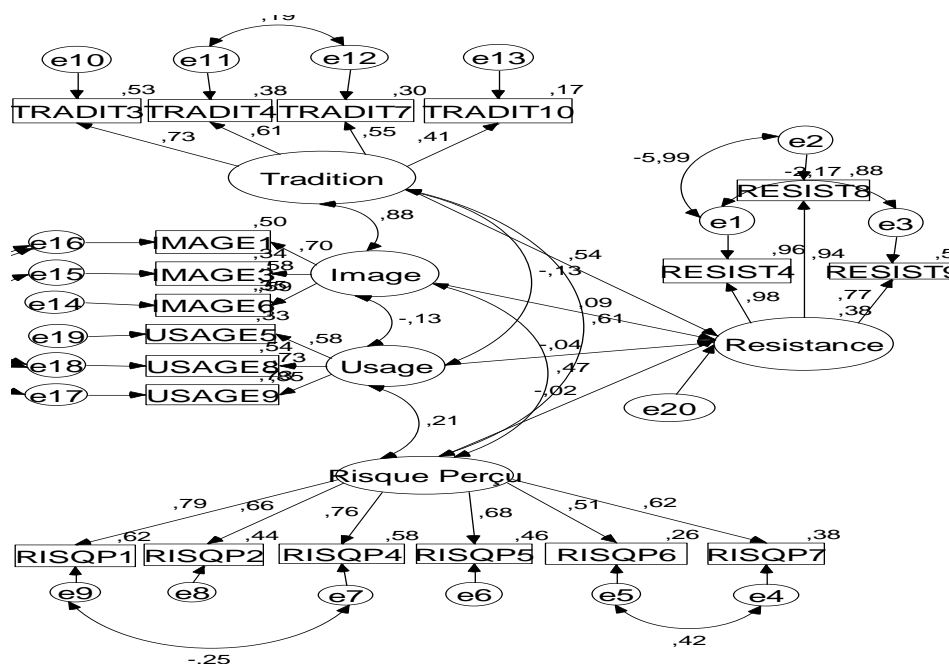 ,19
e10 e11 e12 e13
,53 ,38 ,30 ,17
TRADIT3 TRADIT4 TRADIT7 TRADIT10
,73 ,61 ,55 ,41
Tradition
e2
-5,99 -2,17 ,88
RESIST8
e1 e3
,88
,50
e16 IMAGE1 ,70
,34
e15 IMAGE3 ,58 Image
e14 IMAGE6
,54 -,13
,96 ,94
RESIST4 RESIST9
,98 ,77
,38
,09
,61
-,13
,33
e19 USAGE5 ,58
,54
e18 USAGE8 ,73 Usage
e17 USAGE9
-,04
Resistance
,47
-,02
e20
,21
Risque Perçu
,79 ,66 ,76 ,68 ,51 ,62
,62 ,44 ,58 ,46 ,26 ,38
RISQP1 RISQP2 RISQP4 RISQP5 RISQP6 RISQP7
e9 e8 e7 e6 e5 e4
,42
-,25